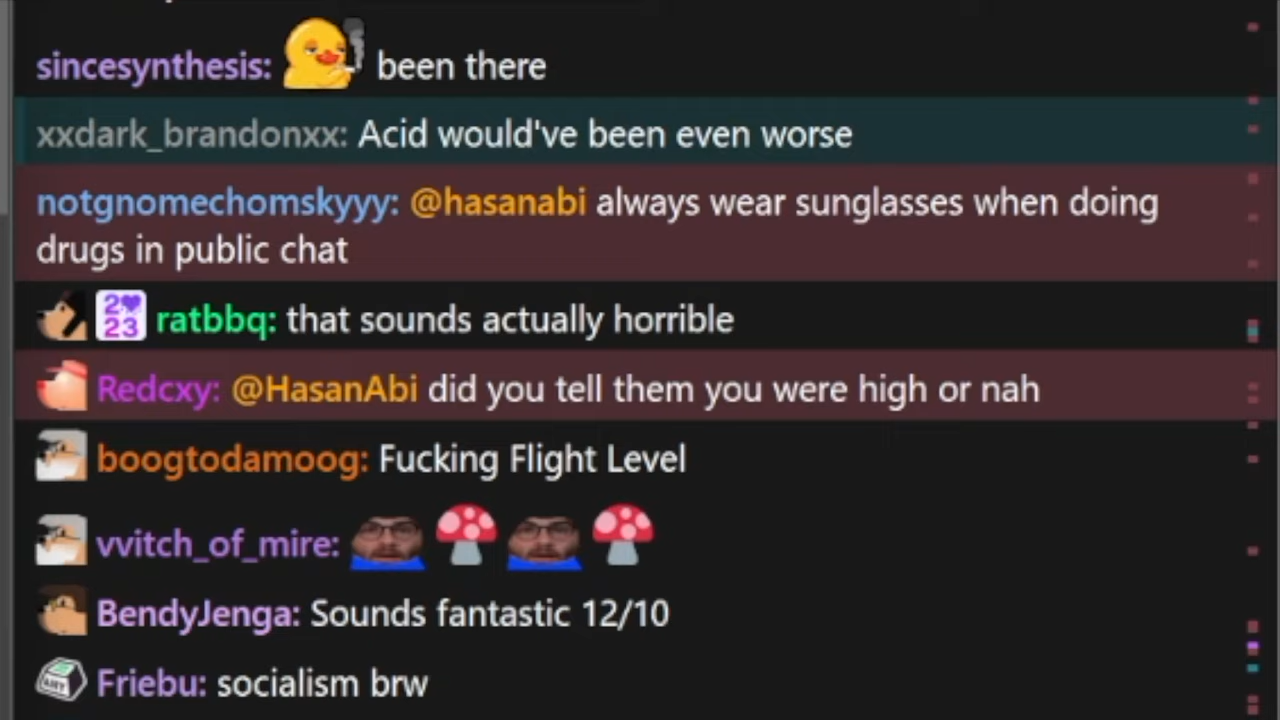 sincesynthesis: been there
xxdark_brandonxx: Acid would've been even worse
notgnomechomskyyy: @hasanabi always wear sunglasses when doing
drugs in public chat
2 23 ratbbq: that sounds actually horrible
Redcxy: @HasanAbi did you tell them you were high or nah
boogtodamoog: Fucking Flight Level
vvitch_of_mire:
BendyJenga: Sounds fantastic 12/10
Friebu: socialism brw